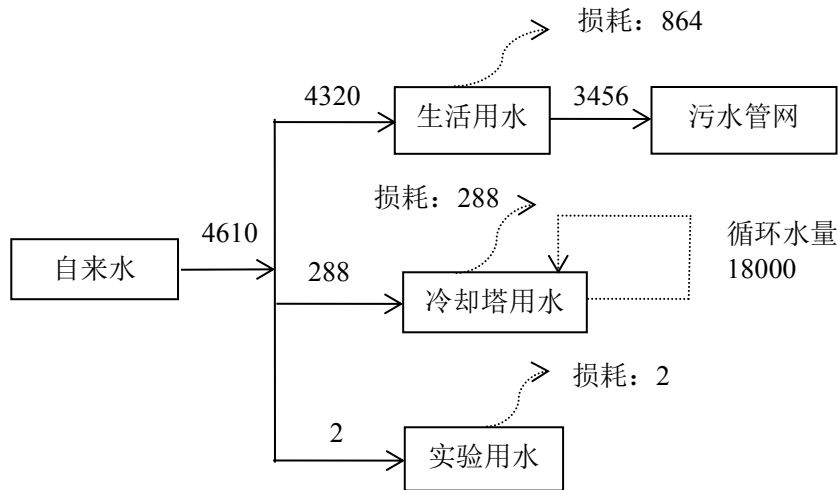 损耗：864
4320
生活用水
3456
污水管网
损耗：288
4610
自来水
288
冷却塔用水
循环水量
18000
损耗：2
2
实验用水